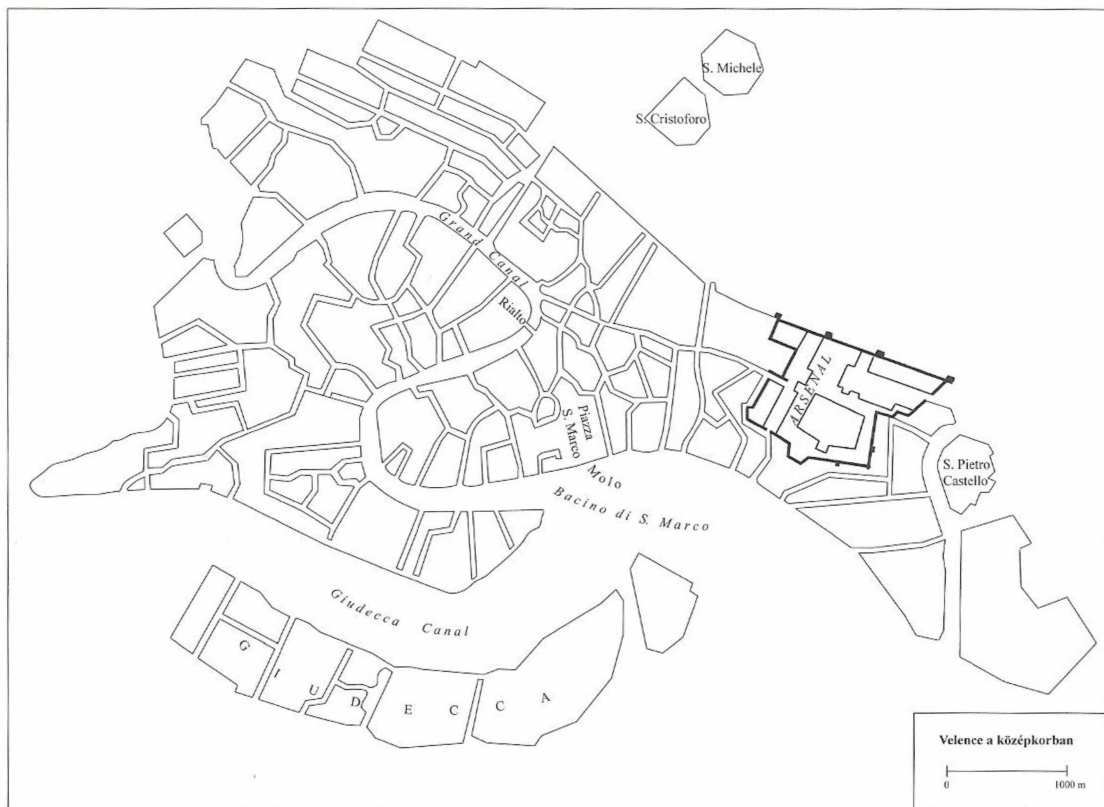 S. Michele
S. Cristoforo
Grand Canal
Rialto
ARSENAL
Piazza
S. Marco
Molo
S. Pietro
Castello
Bacino di S. Marco
Giudecca Canal
GIUDECCA
Velence a középkorban
0 1000 m